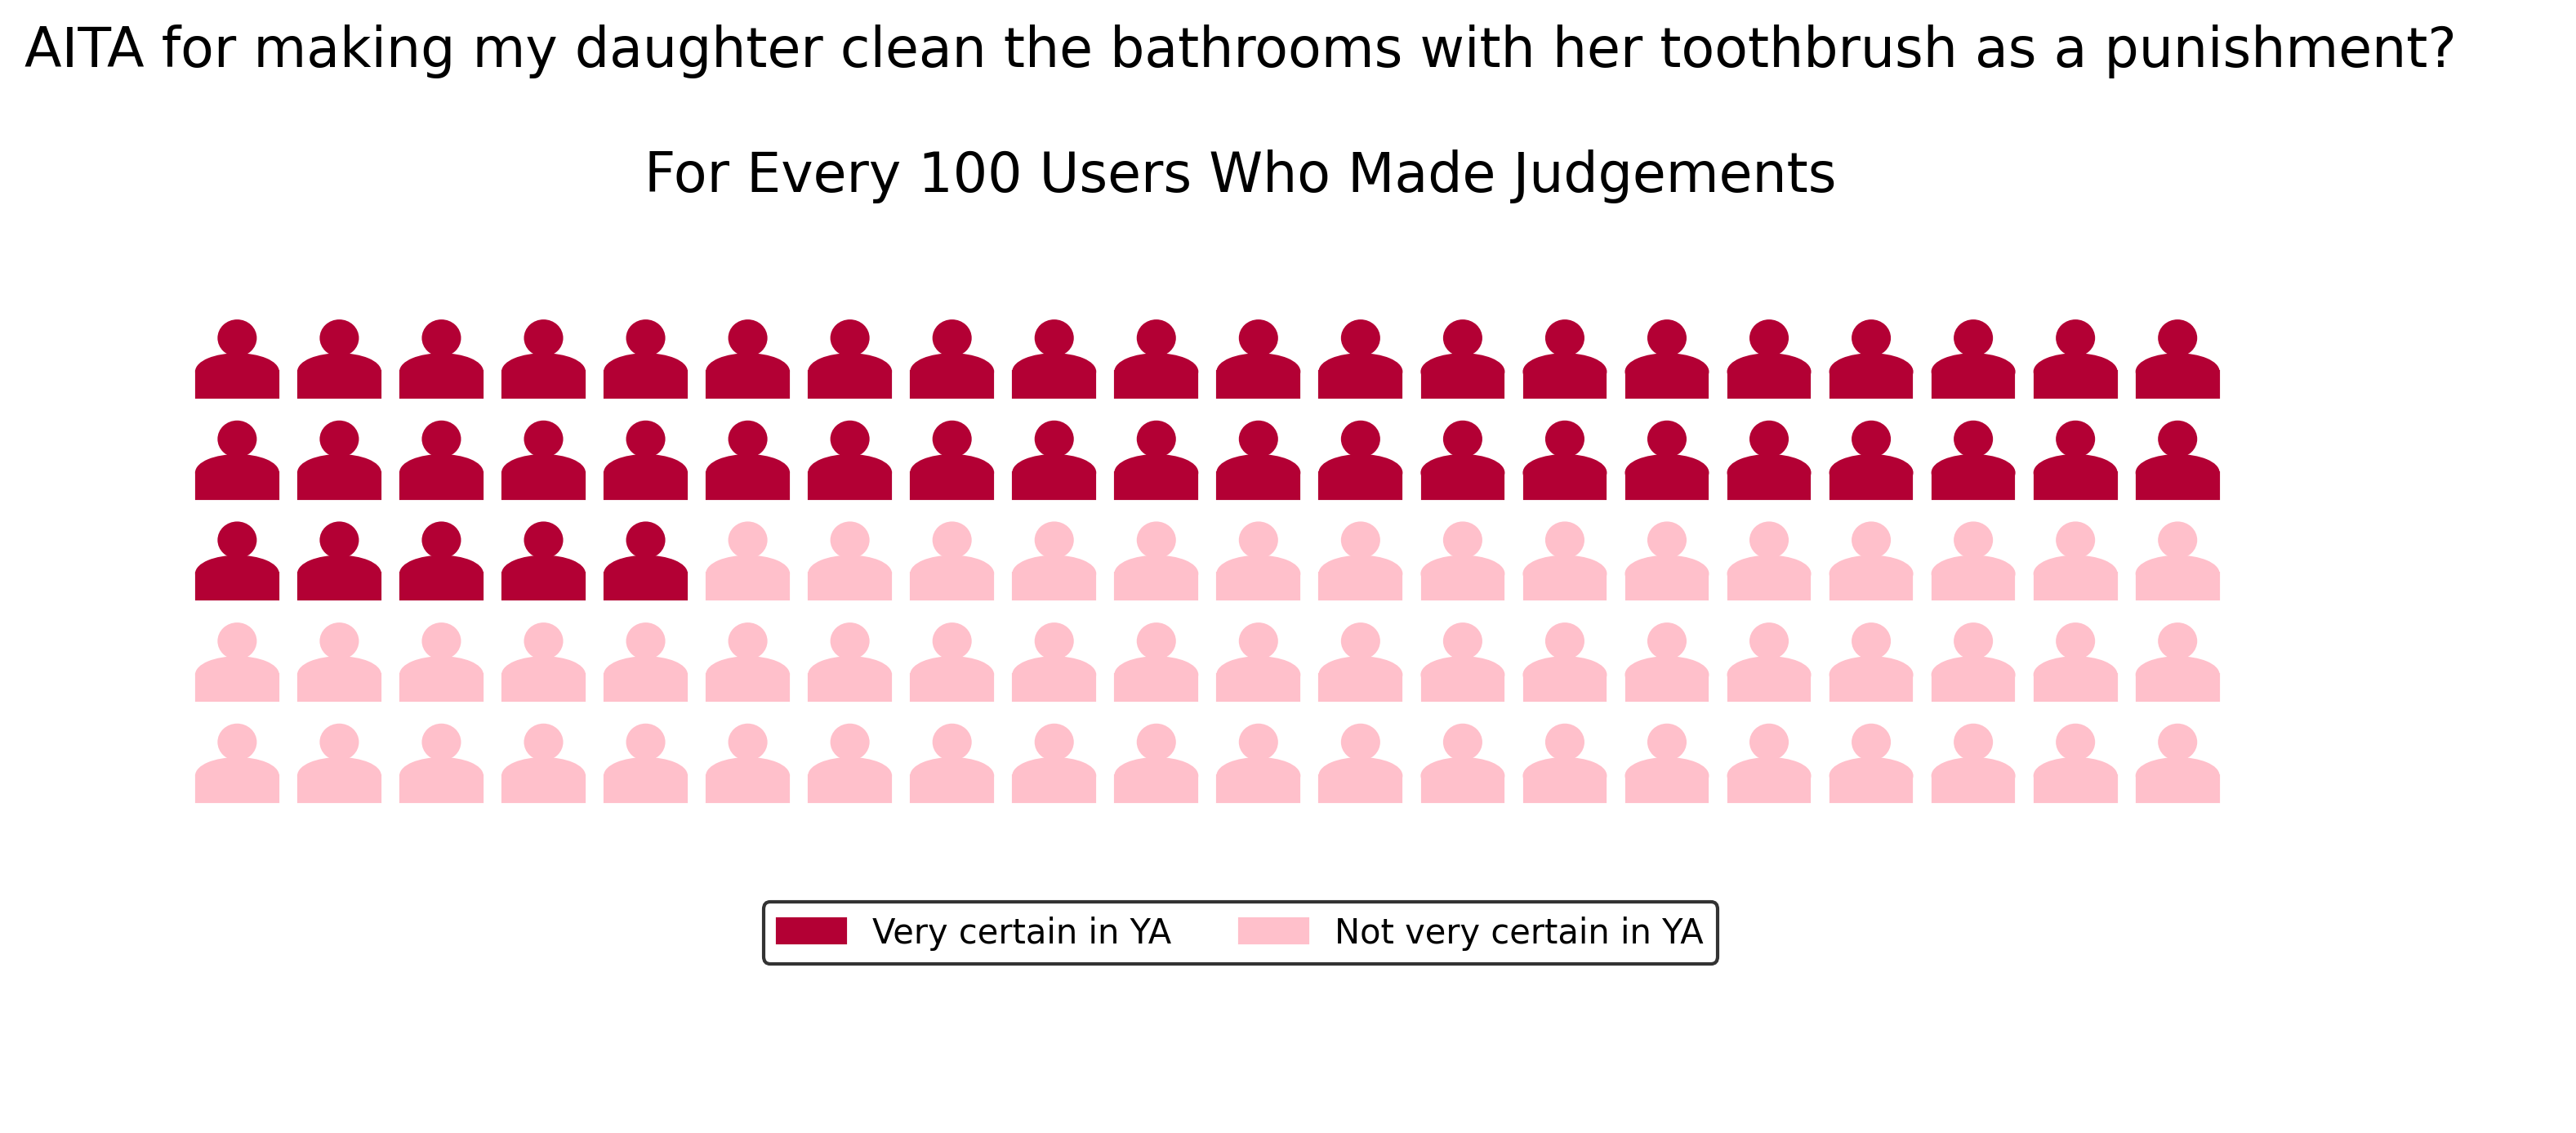 AITA for making my daughter clean the bathrooms with her toothbrush as a punishment?
For Every 100 Users Who Made Judgements
Very certain in YA
Not very certain in YA